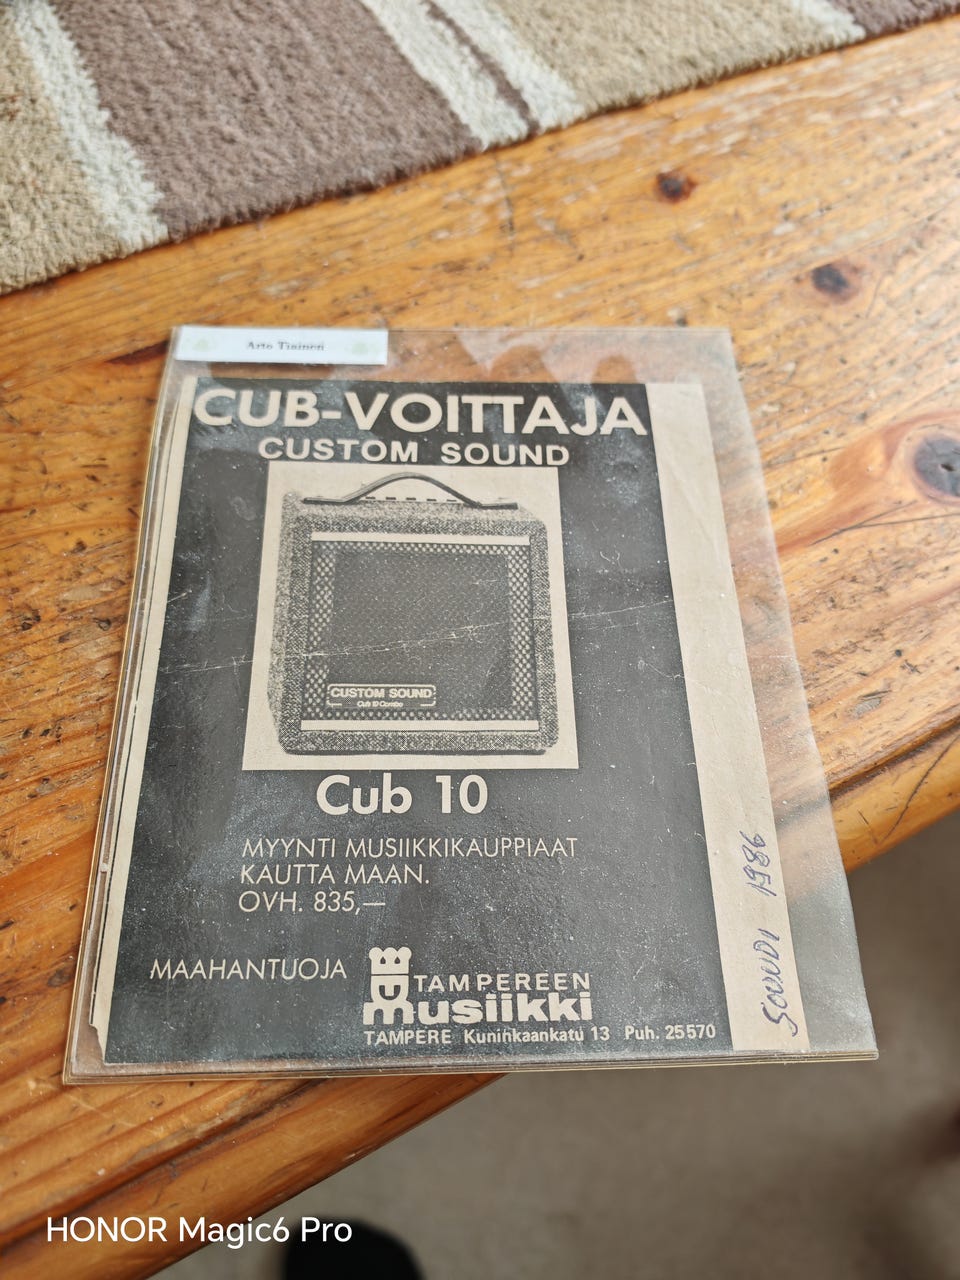 Arto Tiainen
CUB-VOITTAJA
CUSTOM SOUND
CUSTOM SOUND
Cub 10 Combo
Cub 10
MYYNTI MUSIIKKIKAUPPIAAT
KAUTTA MAAN.
OVH. 835,—
MAAHANTUOJA
TAMPEREEN
musiikki
TAMPERE Kuninkaankatu 13 Puh. 25570
SOUNDI 1986
HONOR Magic6 Pro